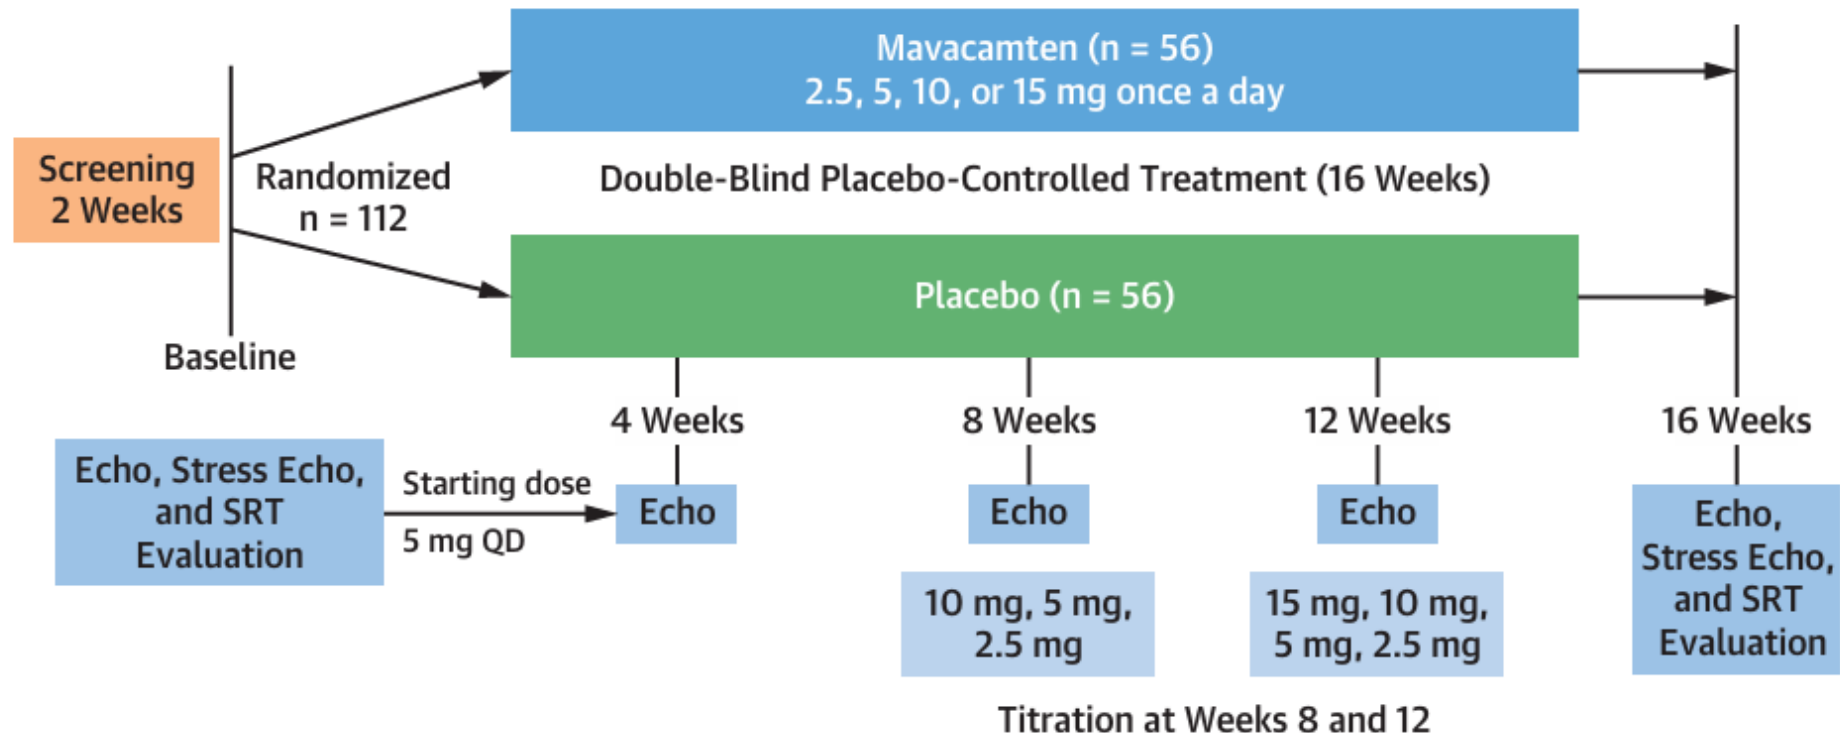 Mavacamten (n = 56)
2.5, 5, 10, or 15 mg once a day
Screening
2 Weeks
Randomized
n = 112
Double-Blind Placebo-Controlled Treatment (16 Weeks)
Placebo (n = 56)
Baseline
4 Weeks
8 Weeks
12 Weeks
16 Weeks
Echo, Stress Echo,
and SRT
Evaluation
Starting dose
5 mg QD
Echo
Echo
Echo
Echo,
Stress Echo,
and SRT
Evaluation
10 mg, 5 mg,
2.5 mg
15 mg, 10 mg,
5 mg, 2.5 mg
Titration at Weeks 8 and 12